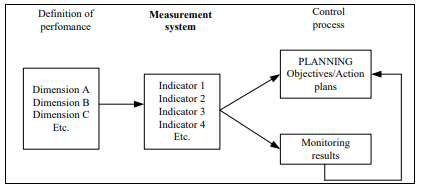 Definition of
perfomance
Measurement
system
Control
process
Dimension A
Dimension B
Dimension C
Etc.
Indicator 1
Indicator 2
Indicator 3
Indicator 4
Etc.
PLANNING
Objectives/Action
plans
Monitoring
results